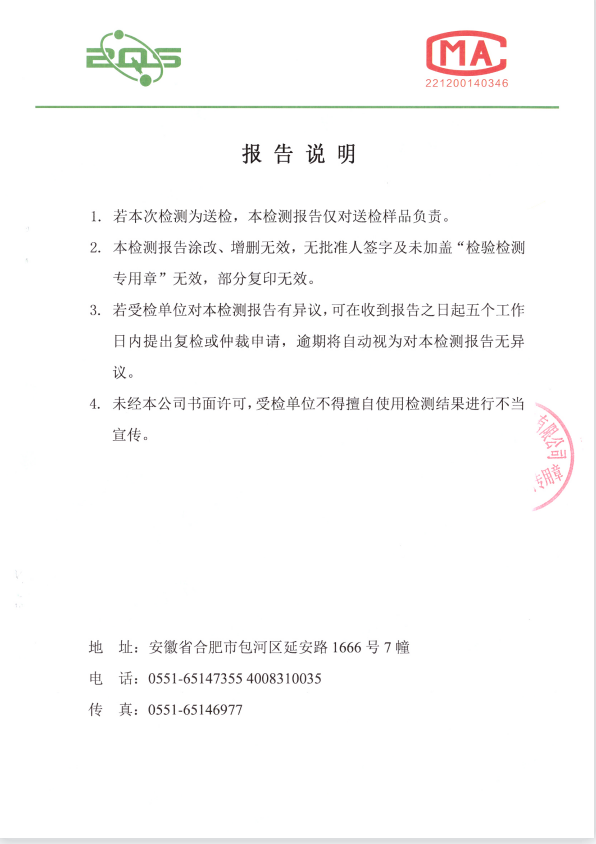 PQS
CMA
221200140346
报告说明
1. 若本次检测为送检，本检测报告仅对送检样品负责。
2. 本检测报告涂改、增删无效，无批准人签字及未加盖“检验检测
专用章”无效，部分复印无效。
3. 若受检单位对本检测报告有异议，可在收到报告之日起五个工作
日内提出复检或仲裁申请，逾期将自动视为对本检测报告无异
议。
4. 未经本公司书面许可，受检单位不得擅自使用检测结果进行不当
宣传。
有限公司
专用章
地 址：安徽省合肥市包河区延安路 1666 号 7 幢
电 话：0551-65147355 4008310035
传 真：0551-65146977